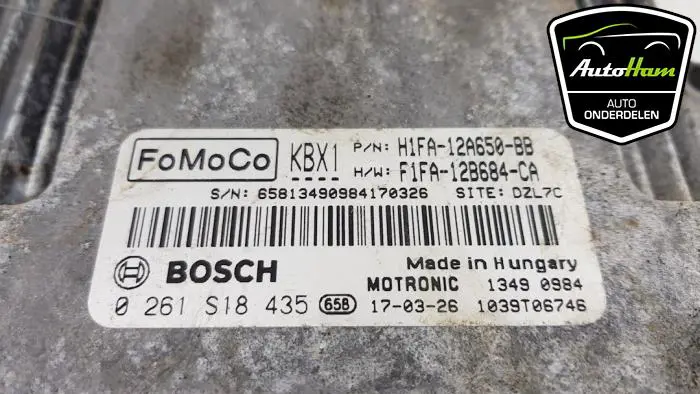 AutoHam
AUTO
ONDERDELEN
FoMoCo KBX1 P/N: H1FA-12A650-BB
H/W: F1FA-12B684-CA
S/N: 65813490984170326 SITE: DZL7C
BOSCH Made in Hungary
MOTRONIC 1349 0984
0 261 S18 435 65B 17-03-26 1039T06746